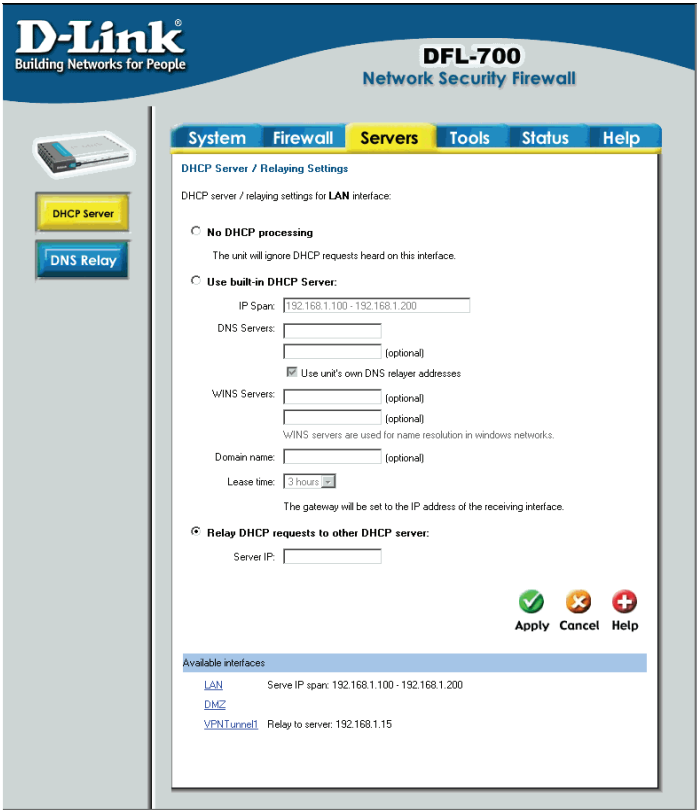 D-Link
Building Networks for People
DFL-700
Network Security Firewall
System Firewall Servers Tools Status Help
DHCP Server
DNS Relay
DHCP Server / Relaying Settings
DHCP server / relaying settings for LAN interface:
No DHCP processing
The unit will ignore DHCP requests heard on this interface.
Use built-in DHCP Server:
IP Span: 192.168.1.100 - 192.168.1.200
DNS Servers:
(optional)
Use unit's own DNS relayer addresses
WINS Servers: (optional)
(optional)
WINS servers are used for name resolution in windows networks.
Domain name: (optional)
Lease time: 3 hours
The gateway will be set to the IP address of the receiving interface.
Relay DHCP requests to other DHCP server:
Server IP:
Apply Cancel Help
Available interfaces
LAN Serve IP span: 192.168.1.100 - 192.168.1.200
DMZ
VPNTunnel1 Relay to server: 192.168.1.15